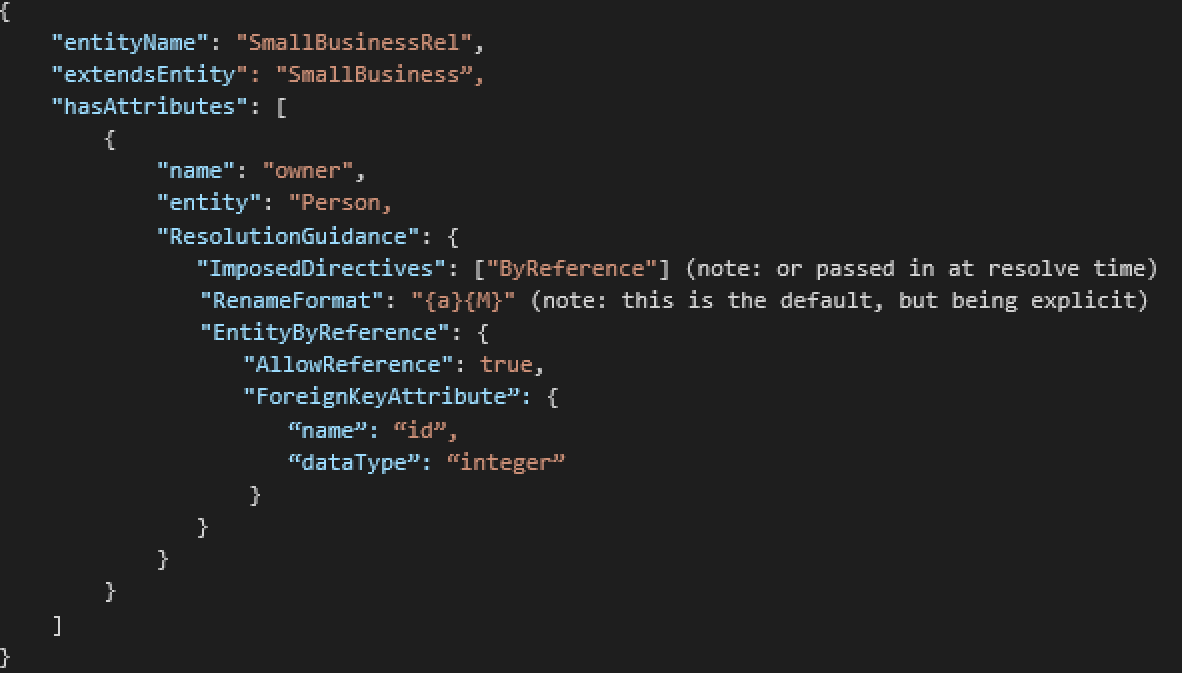 {
    "entityName": "SmallBusinessRel",
    "extendsEntity": "SmallBusiness”,
    "hasAttributes": [
        {
            "name": "owner",
            "entity": "Person,
            "ResolutionGuidance": {
               "ImposedDirectives": ["ByReference"] (note: or passed in at resolve time)
               "RenameFormat": "{a}{M}" (note: this is the default, but being explicit)
               "EntityByReference": {
                  "AllowReference": true,
                  "ForeignKeyAttribute”: {
                      “name”: “id”,
                      “dataType”: “integer”
                   }
               }
            }
        }
    ]
}